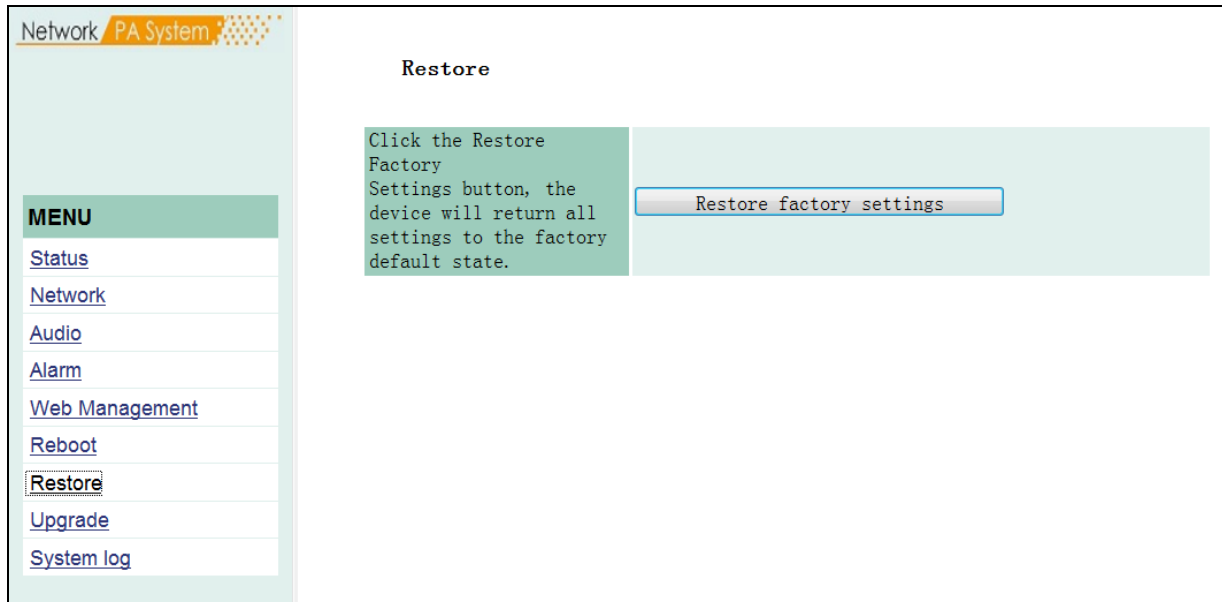 Network PA System
MENU
Status
Network
Audio
Alarm
Web Management
Reboot
Restore
Upgrade
System log
Restore
Click the Restore
Factory
Settings button, the
device will return all
settings to the factory
default state.
Restore factory settings